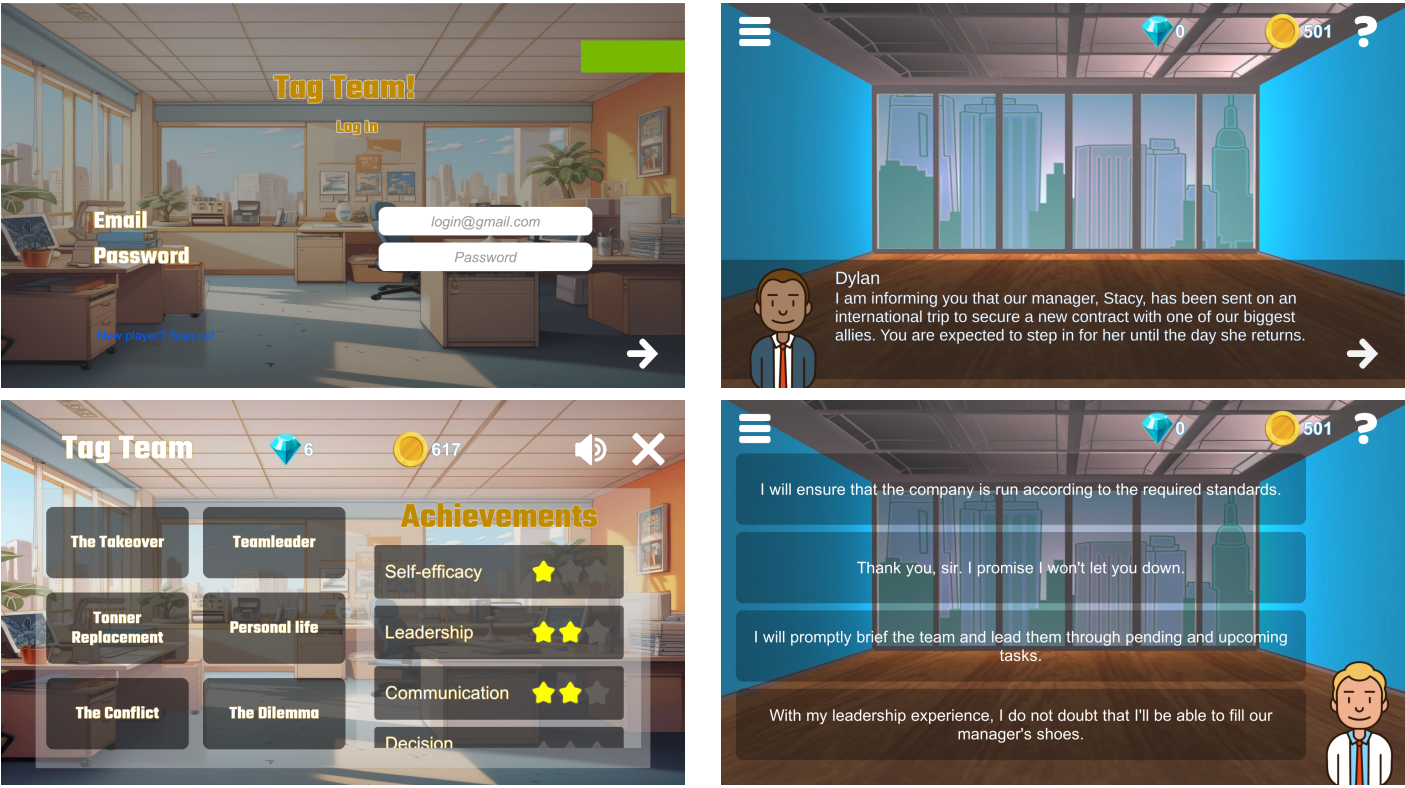 Tag Team!
Log In
Email
login@gmail.com
Password
Password
New player? Sign up!
0
501
?
Dylan
I am informing you that our manager, Stacy, has been sent on an
international trip to secure a new contract with one of our biggest
allies. You are expected to step in for her until the day she returns.
Tag Team
6
617
Achievements
The Takeover
Teamleader
Tonner
Replacement
Personal life
The Conflict
The Dilemma
Self-efficacy
Leadership
Communication
Decision
0
501
?
I will ensure that the company is run according to the required standards.
Thank you, sir. I promise I won't let you down.
I will promptly brief the team and lead them through pending and upcoming
tasks.
With my leadership experience, I do not doubt that I'll be able to fill our
manager's shoes.